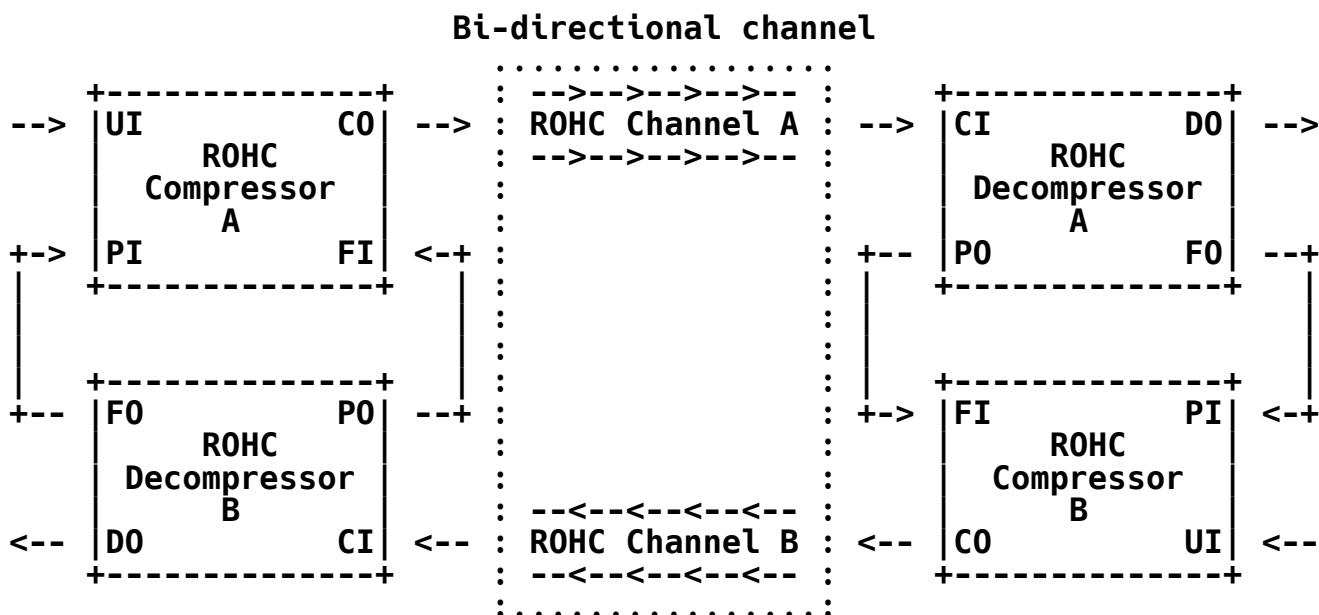 Bi-directional channel
. . . . . . . . . . . . . . . . .
+--------------+ : -->-->-->-->-- : +--------------+
--> |UI CO| --> : ROHC Channel A : --> |CI DO| -->
| ROHC | : -->-->-->-->-- : | ROHC |
| Compressor | : : | Decompressor |
| A | : : | A |
+-> |PI FI| <-+ : : +-- |PO FO| --+
| +--------------+ | : : | +--------------+ |
| | : : | |
| | : : | |
| +--------------+ | : : | +--------------+ |
+-- |FO PO| --+ : : +-> |FI PI| <-+
| ROHC | : : | ROHC |
| Decompressor | : : | Compressor |
| B | : --<--<--<--<-- : | B |
<-- |DO CI| <-- : ROHC Channel B : <-- |CO UI| <--
+--------------+ : --<--<--<--<-- : +--------------+
:................: